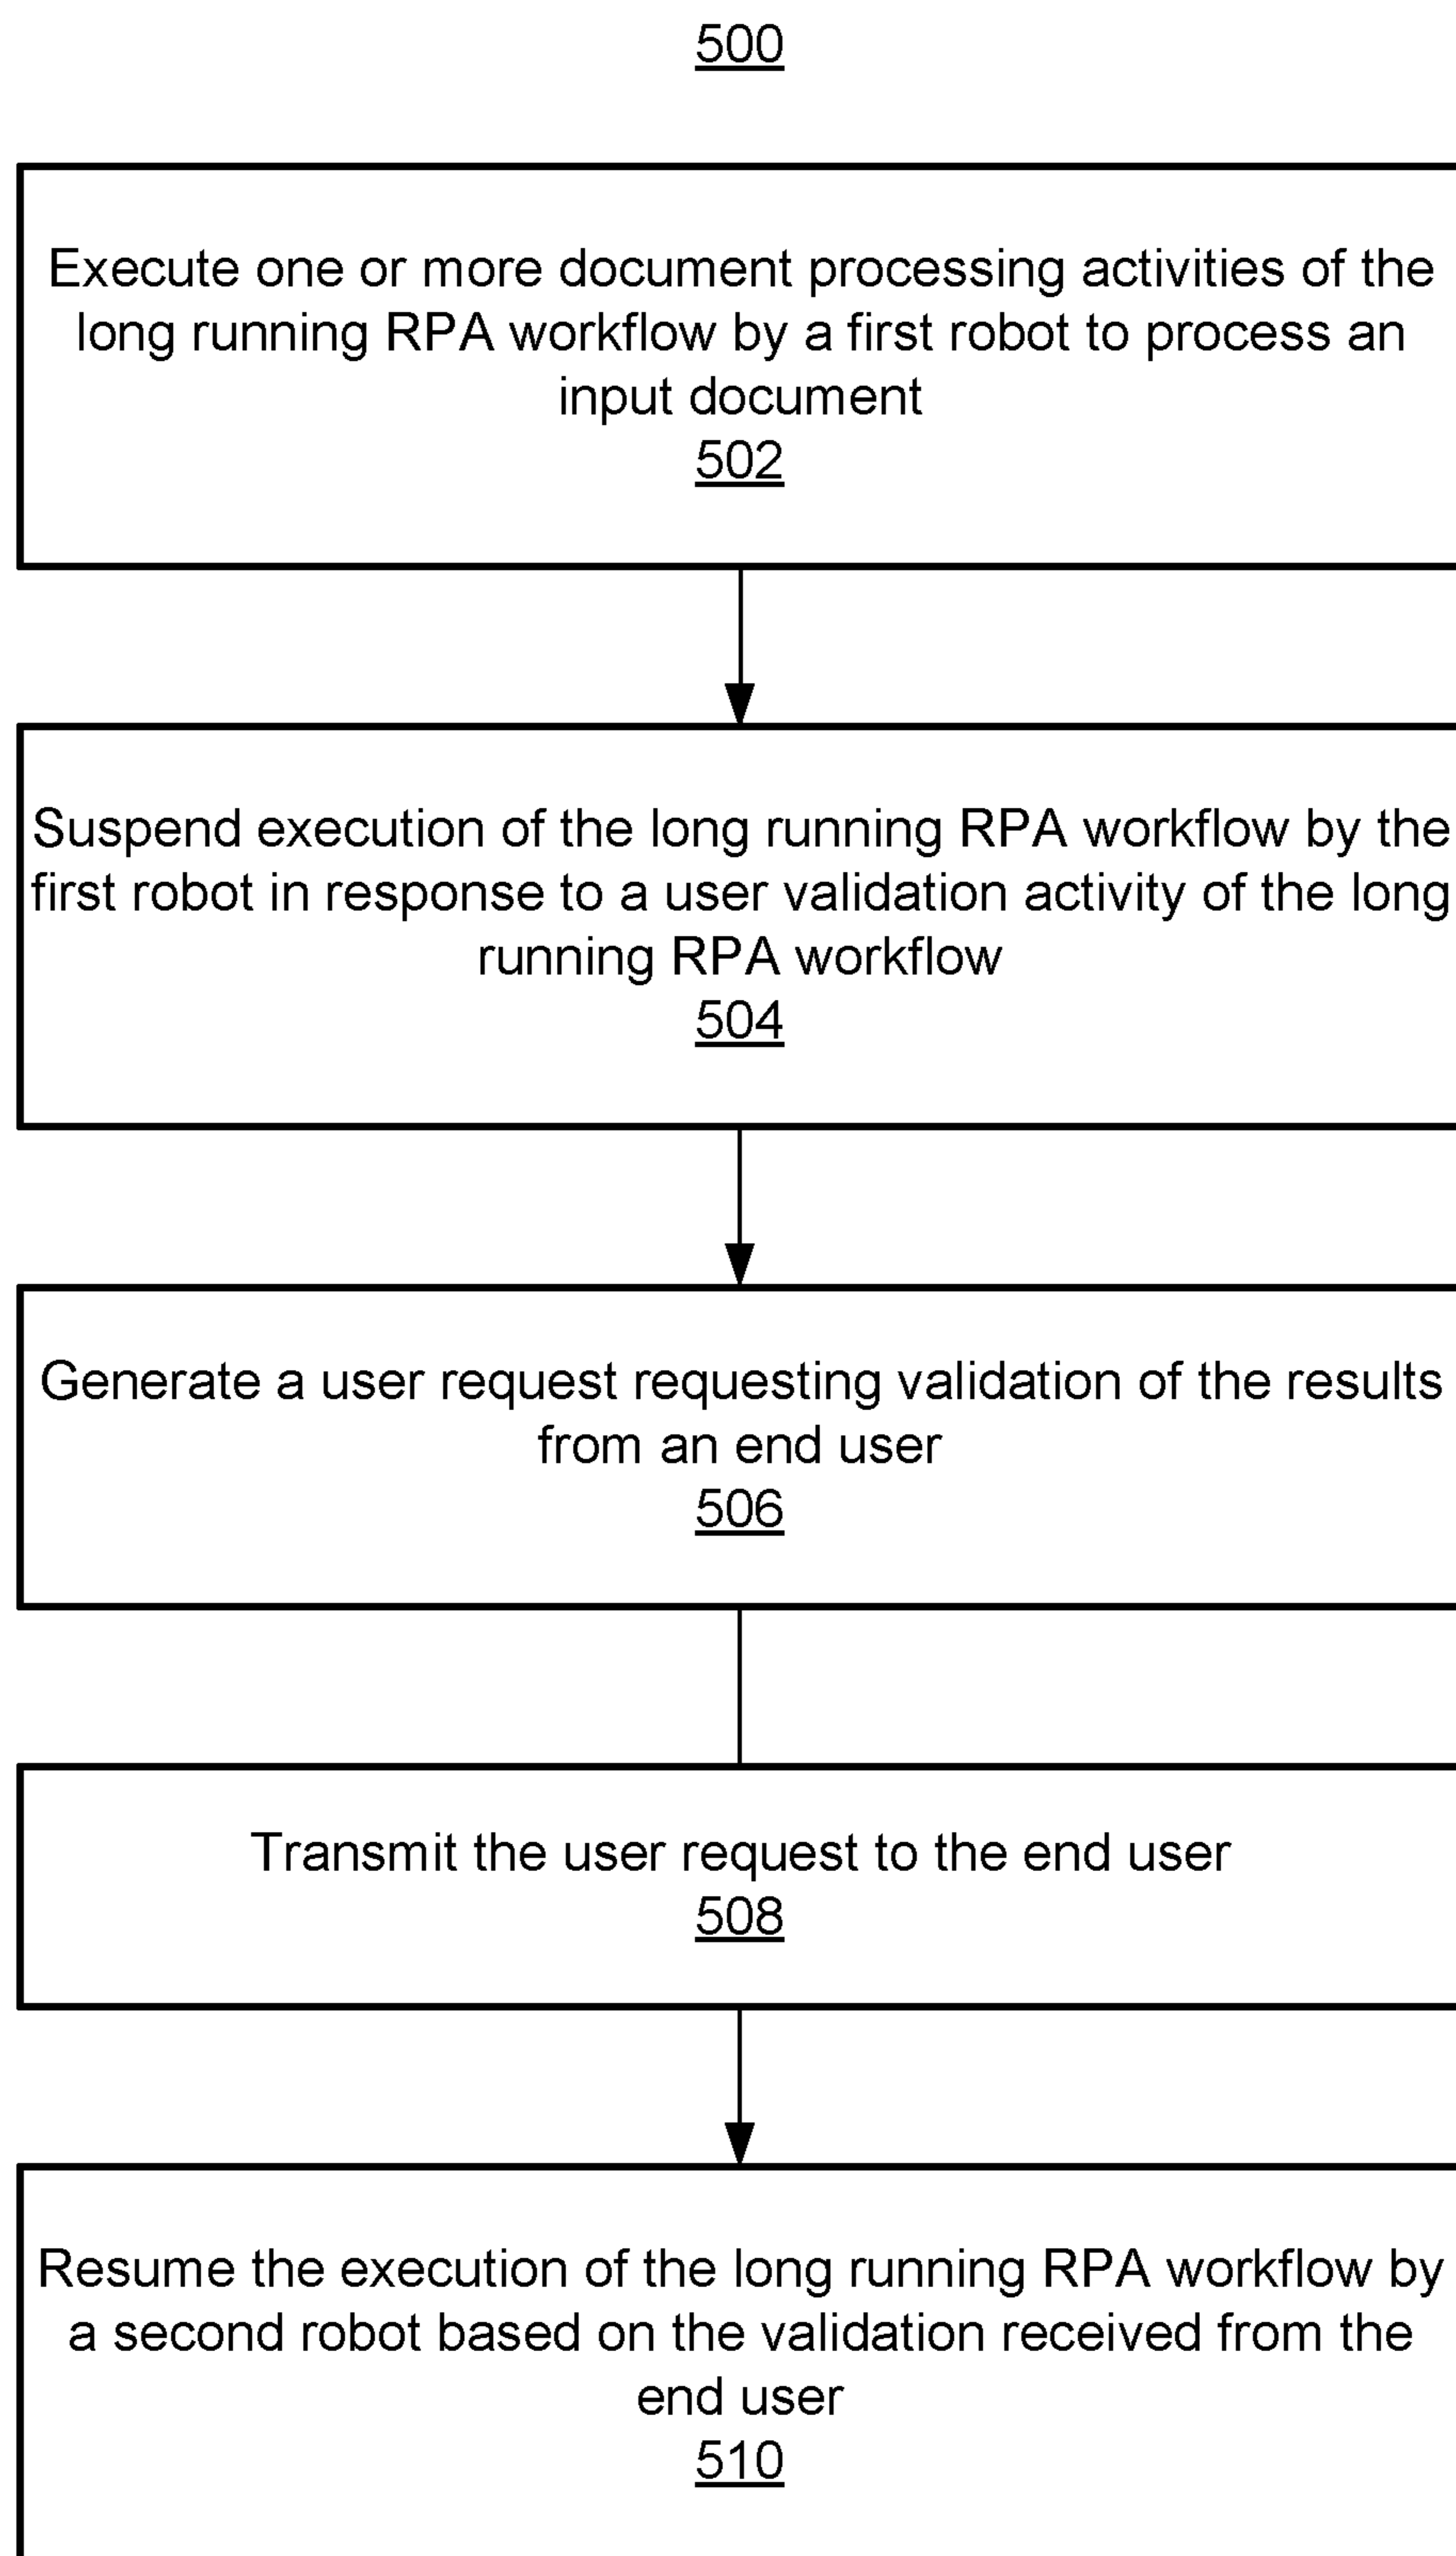 500
Execute one or more document processing activities of the
long running RPA workflow by a first robot to process an
input document
502
Suspend execution of the long running RPA workflow by the
first robot in response to a user validation activity of the long
running RPA workflow
504
Generate a user request requesting validation of the results
from an end user
506
Transmit the user request to the end user
508
Resume the execution of the long running RPA workflow by
a second robot based on the validation received from the
end user
510